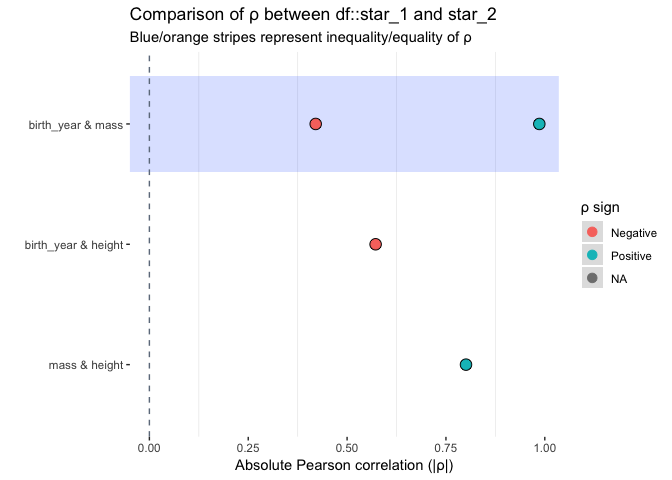 Comparison of ρ between df::star_1 and star_2
Blue/orange stripes represent inequality/equality of ρ
birth_year & mass
birth_year & height
mass & height
ρ sign
Negative
Positive
NA
0.00 0.25 0.50 0.75 1.00
Absolute Pearson correlation (|ρ|)